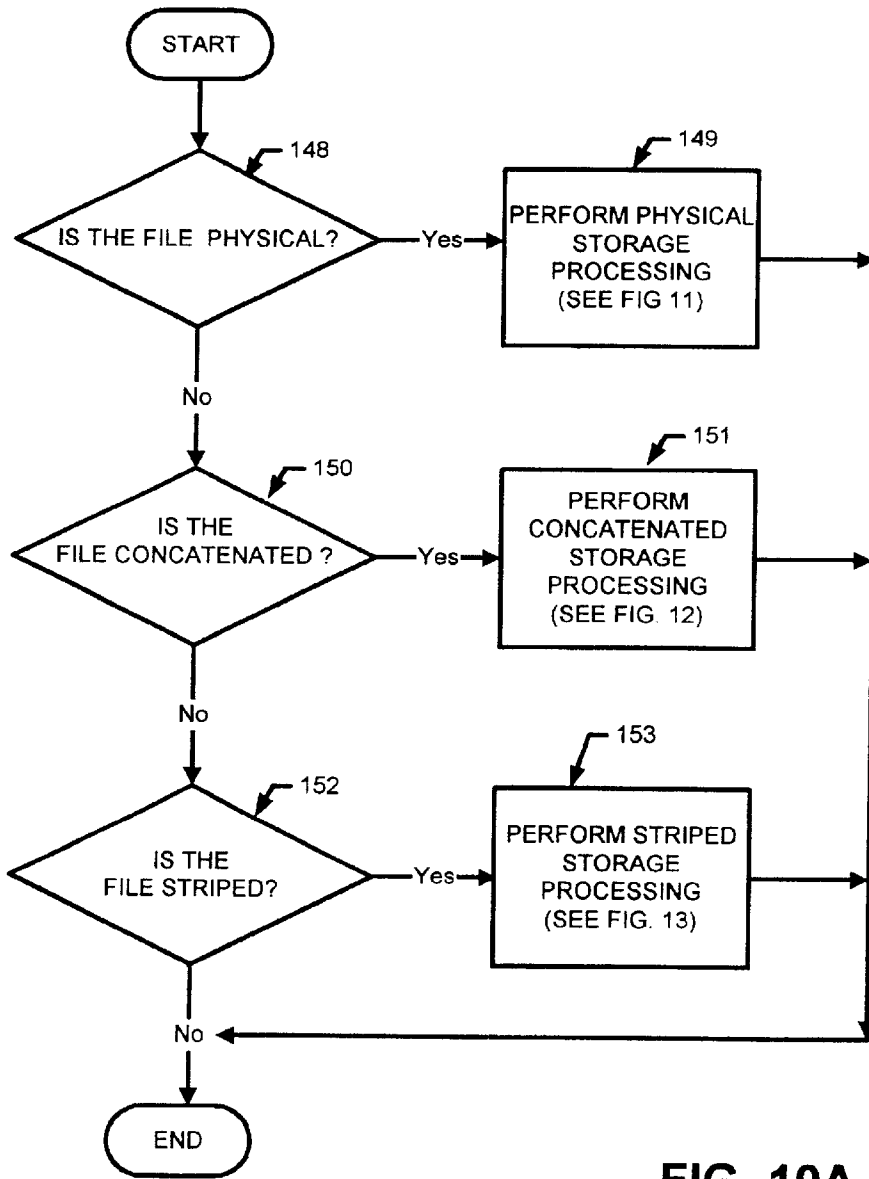 START
148
IS THE FILE PHYSICAL?
Yes
149
PERFORM PHYSICAL
STORAGE
PROCESSING
(SEE FIG 11)
No
150
IS THE
FILE CONCATENATED ?
Yes
151
PERFORM
CONCATENATED
STORAGE
PROCESSING
(SEE FIG. 12)
No
152
IS THE
FILE STRIPED?
Yes
153
PERFORM STRIPED
STORAGE
PROCESSING
(SEE FIG. 13)
No
END
FIG. 10A